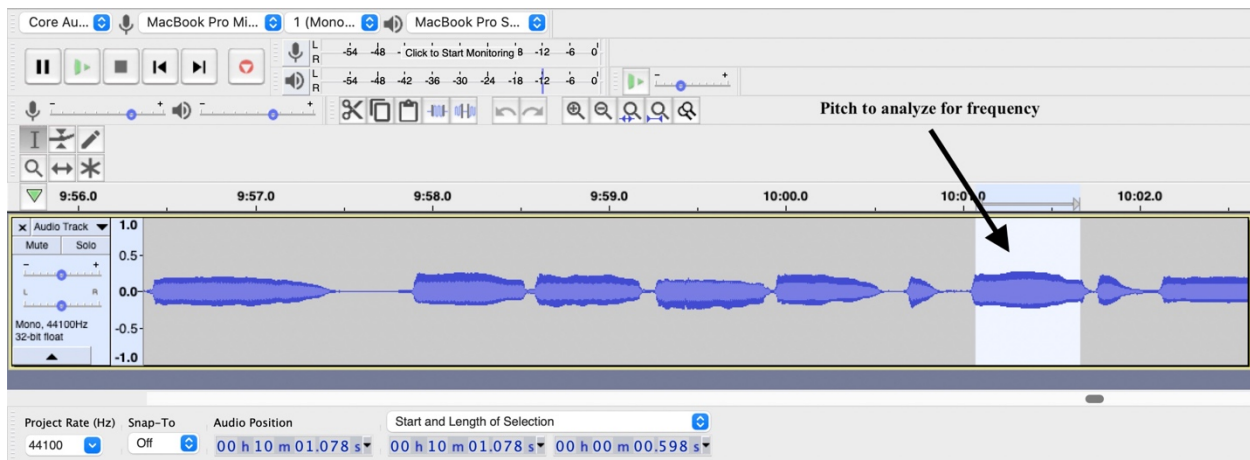 Core Au... MacBook Pro Mi... 1 (Mono... MacBook Pro S...
L R -54 -48 - Click to Start Monitoring 8 -12 -6 0
L R -54 -48 -42 -36 -30 -24 -18 -12 -6 0 - +
- + - +
Pitch to analyze for frequency
9:56.0 9:57.0 9:58.0 9:59.0 10:00.0 10:01.0 10:02.0
Audio Track
Mute Solo
- +
L R
Mono, 44100Hz
32-bit float
1.0
0.5
0.0
-0.5
-1.0
Project Rate (Hz) Snap-To Audio Position Start and Length of Selection
44100 Off 00 h 10 m 01.078 s 00 h 10 m 01.078 s 00 h 00 m 00.598 s